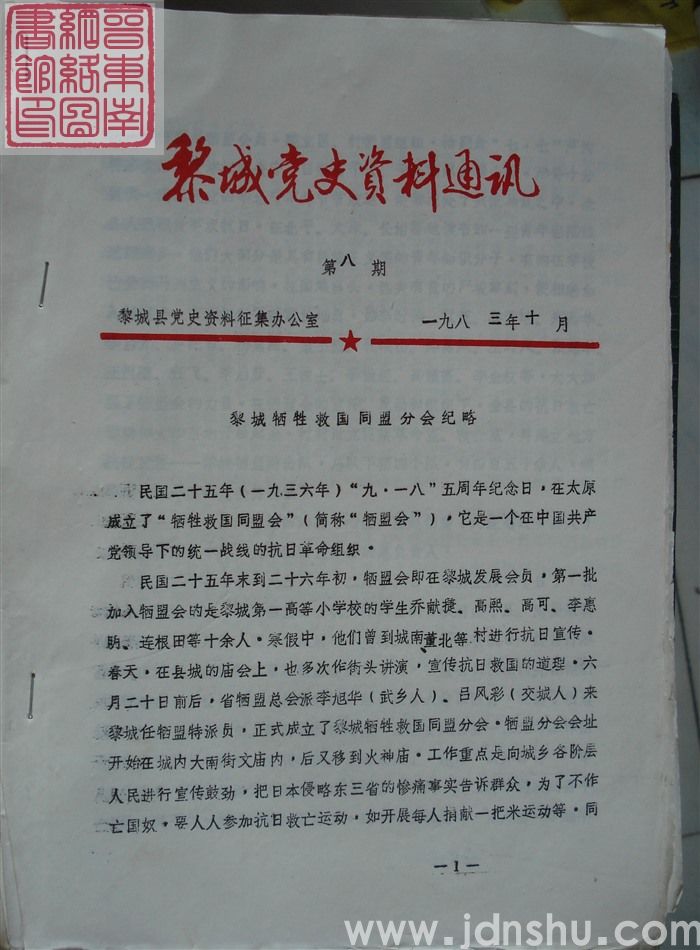 晋东南
网络图
书馆印
黎城党史资料通讯
第八期
黎城县党史资料征集办公室 一九八三年十月
黎城牺牲救国同盟分会纪略
民国二十五年（一九三六年）“九·一八”五周年纪念日，在太原
成立了“牺牲救国同盟会”（简称“牺盟会”），它是一个在中国共产
党领导下的统一战线的抗日革命组织。
民国二十五年末到二十六年初，牺盟会即在黎城发展会员，第一批
加入牺盟会的是黎城第一高等小学校的学生乔献捷、高熙、高可、李惠
昉、连根田等十余人。寒假中，他们曾到城南董北等村进行抗日宣传。
春天，在县城的庙会上，也多次作街头讲演，宣传抗日救国的道理。六
月二十日前后，省牺盟总会派李旭华（武乡人）、吕风彩（交城人）来
黎城任牺盟特派员，正式成立了黎城牺牲救国同盟分会。牺盟分会会址
开始在城内大南街文庙内，后又移到火神庙。工作重点是向城乡各阶层
人民进行宣传鼓劲，把日本侵略东三省的惨痛事实告诉群众，为了不作
亡国奴，要人人参加抗日救亡运动，如开展每人捐献一把米运动等。同
—1—
www.jdnshu.com